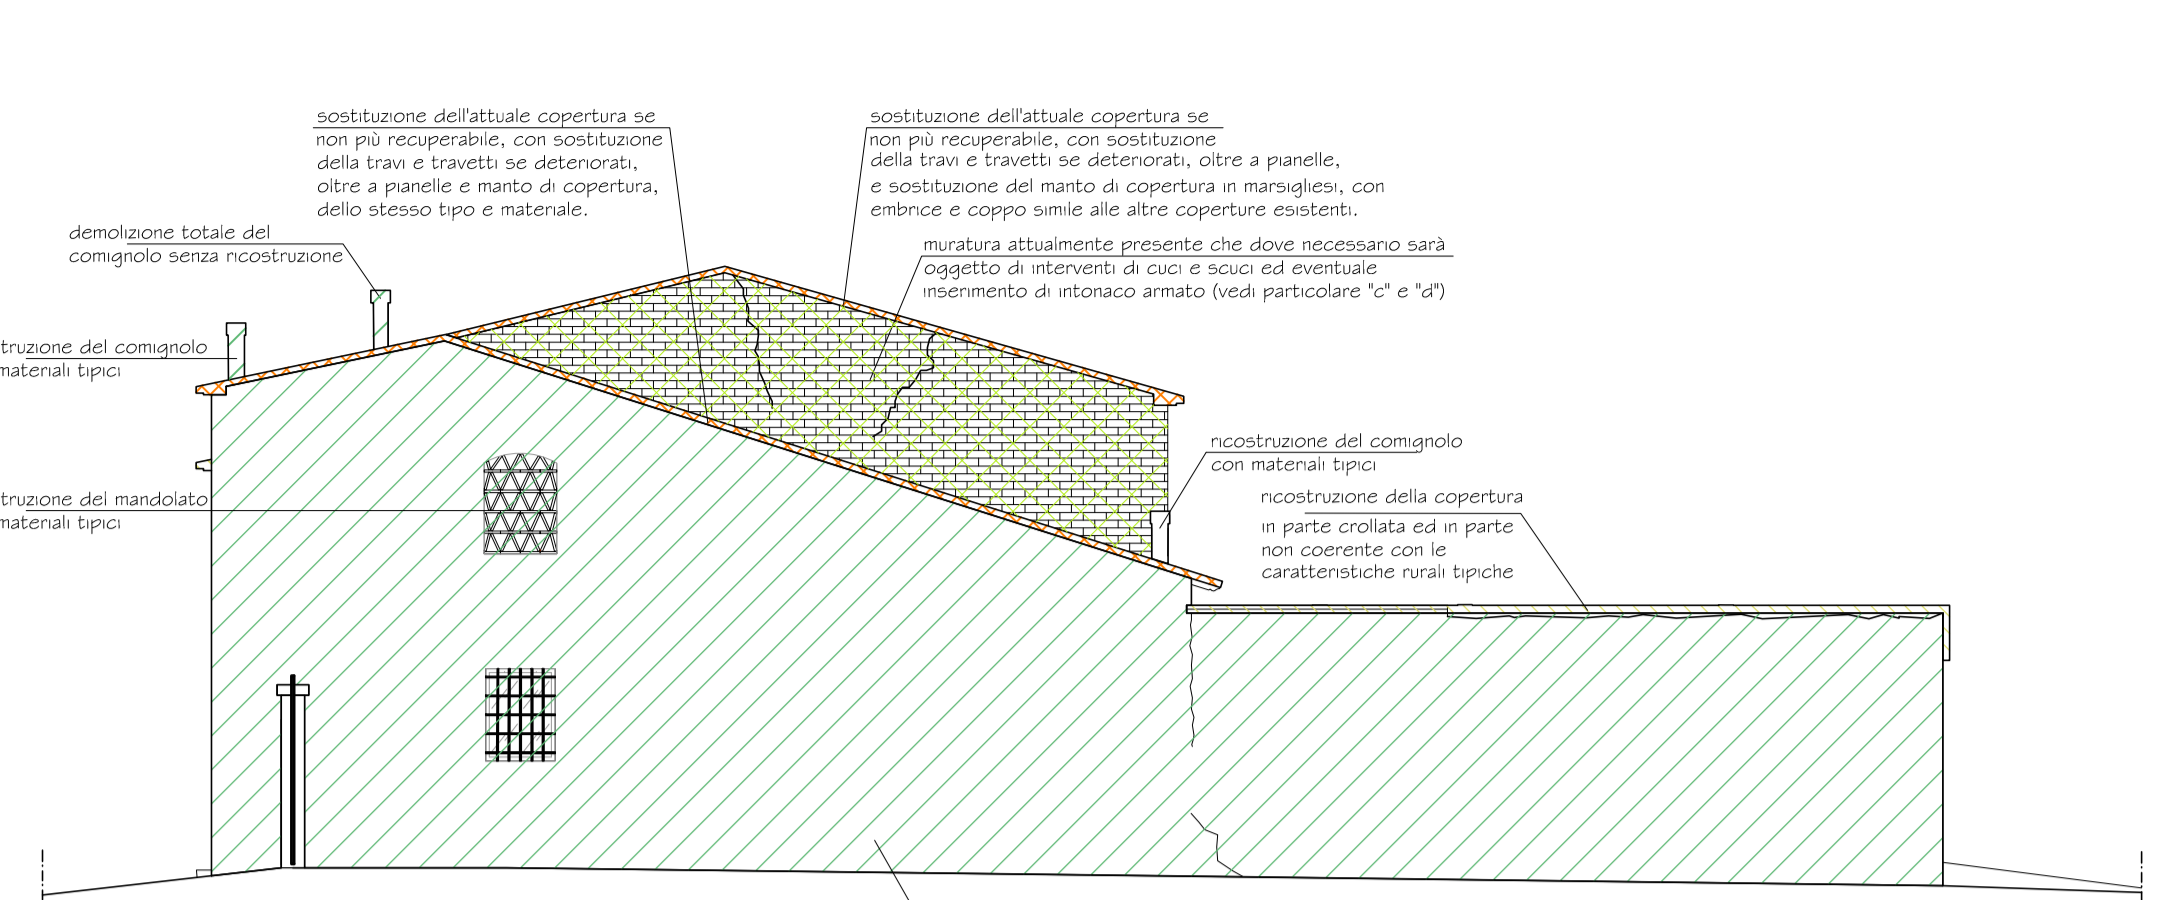 sostituzione dell'attuale copertura se
non più recuperabile, con sostituzione
della travi e travetti se deteriorati,
oltre a pianelle e manto di copertura,
dello stesso tipo e materiale.
sostituzione dell'attuale copertura se
non più recuperabile, con sostituzione
della travi e travetti se deteriorati, oltre a pianelle,
e sostituzione del manto di copertura in marsigliesi, con
embrice e coppo simile alle altre coperture esistenti.
demolizione totale del
comignolo senza ricostruzione
muratura attualmente presente che dove necessario sarà
oggetto di interventi di cuci e scuci ed eventuale
inserimento di intonaco armato (vedi particolare "c" e "d")
truzione del comignolo
materiali tipici
ricostruzione del comignolo
con materiali tipici
truzione del mandolato
materiali tipici
ricostruzione della copertura
in parte crollata ed in parte
non coerente con le
caratteristiche rurali tipiche